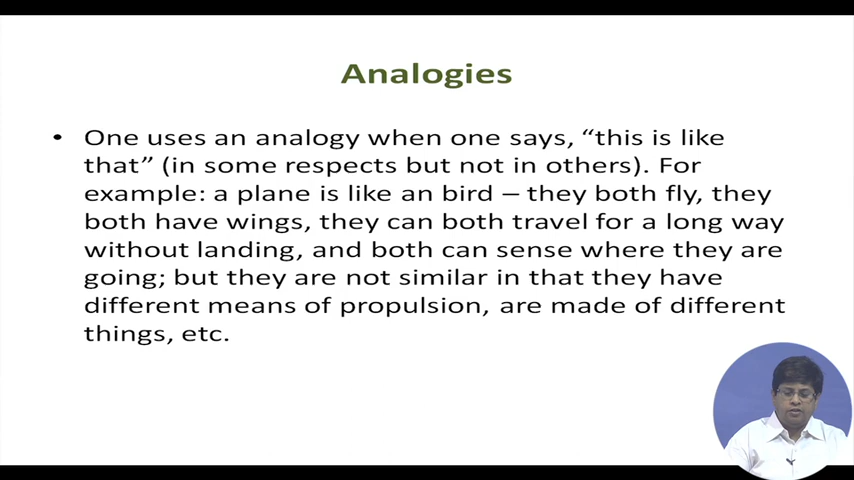 Analogies
• One uses an analogy when one says, “this is like
that” (in some respects but not in others). For
example: a plane is like an bird – they both fly, they
both have wings, they can both travel for a long way
without landing, and both can sense where they are
going; but they are not similar in that they have
different means of propulsion, are made of different
things, etc.